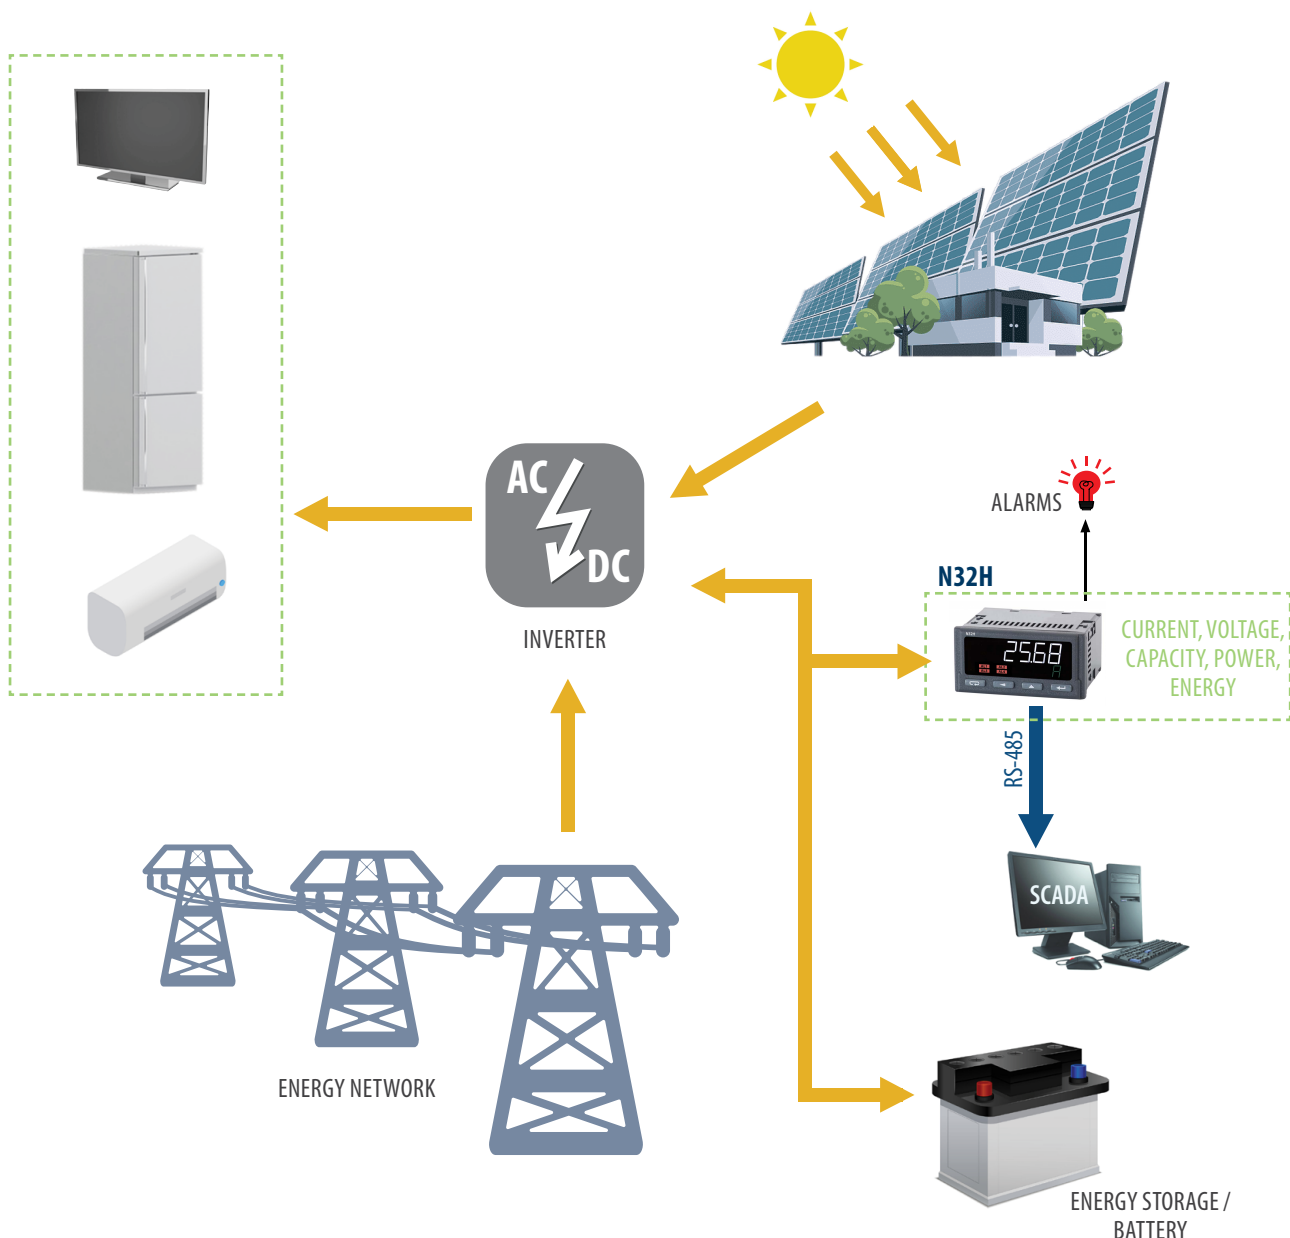 AC
DC
INVERTER
ALARMS
N32H
N32H
25.68
A
CURRENT, VOLTAGE,
CAPACITY, POWER,
ENERGY
RS-485
SCADA
ENERGY NETWORK
ENERGY STORAGE /
BATTERY